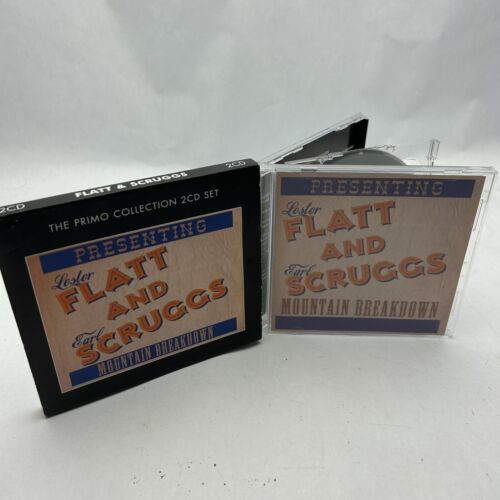 2CD
FLATT & SCRUGGS
2CD
THE PRIMO COLLECTION 2CD SET
PRESENTING
Lester
FLATT
AND
Earl
SCRUGGS
MOUNTAIN BREAKDOWN
PRESENTING
Lester
FLATT
AND
Earl
SCRUGGS
MOUNTAIN BREAKDOWN